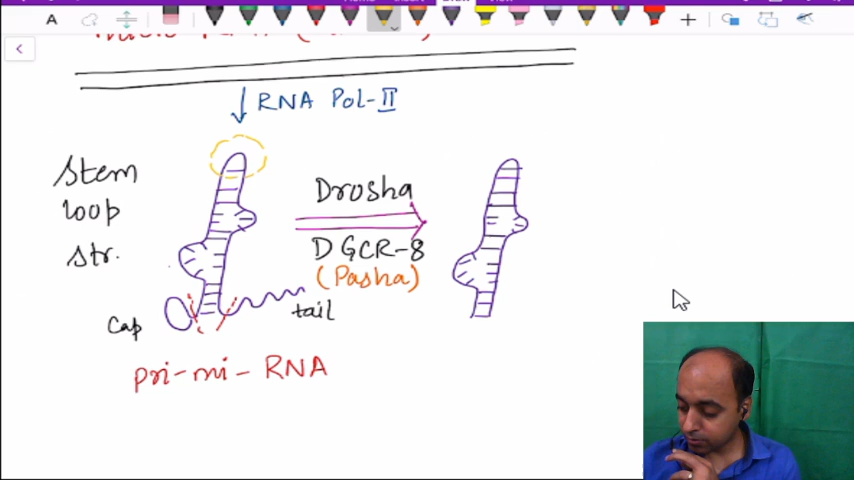 RNA Pol-II
Stem
loop
str.
Drosha
DGCR-8
(Pasha)
Cap
tail
pri-mi-RNA